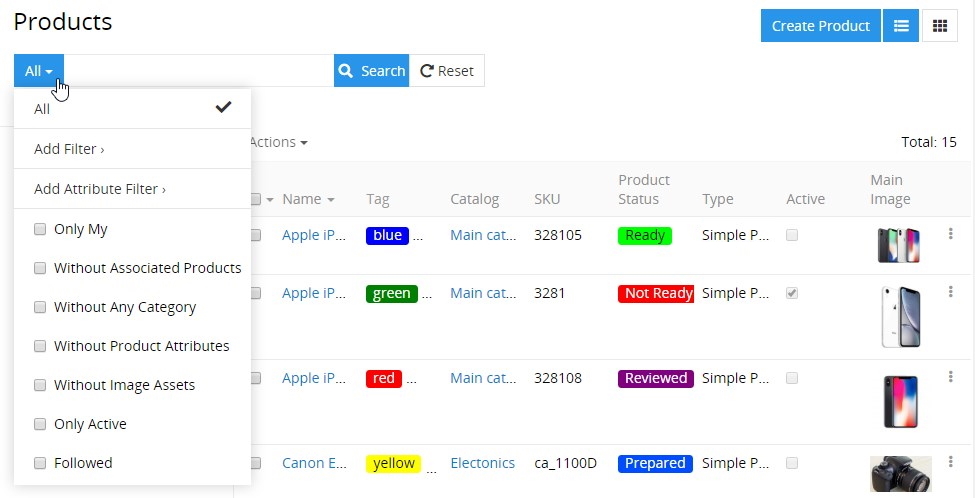 Products
Create Product
All
Search
Reset
All
Add Filter ›
Add Attribute Filter ›
Only My
Without Associated Products
Without Any Category
Without Product Attributes
Without Image Assets
Only Active
Followed
Actions
Total: 15
Name Tag Catalog SKU Product Status Type Active Main Image
Apple iP... blue ... Main cat... 328105 Ready Simple P...
Apple iP... green ... Main cat... 3281 Not Ready Simple P...
Apple iP... red ... Main cat... 328108 Reviewed Simple P...
Canon E... yellow ... Electonics ca_1100D Prepared Simple P...